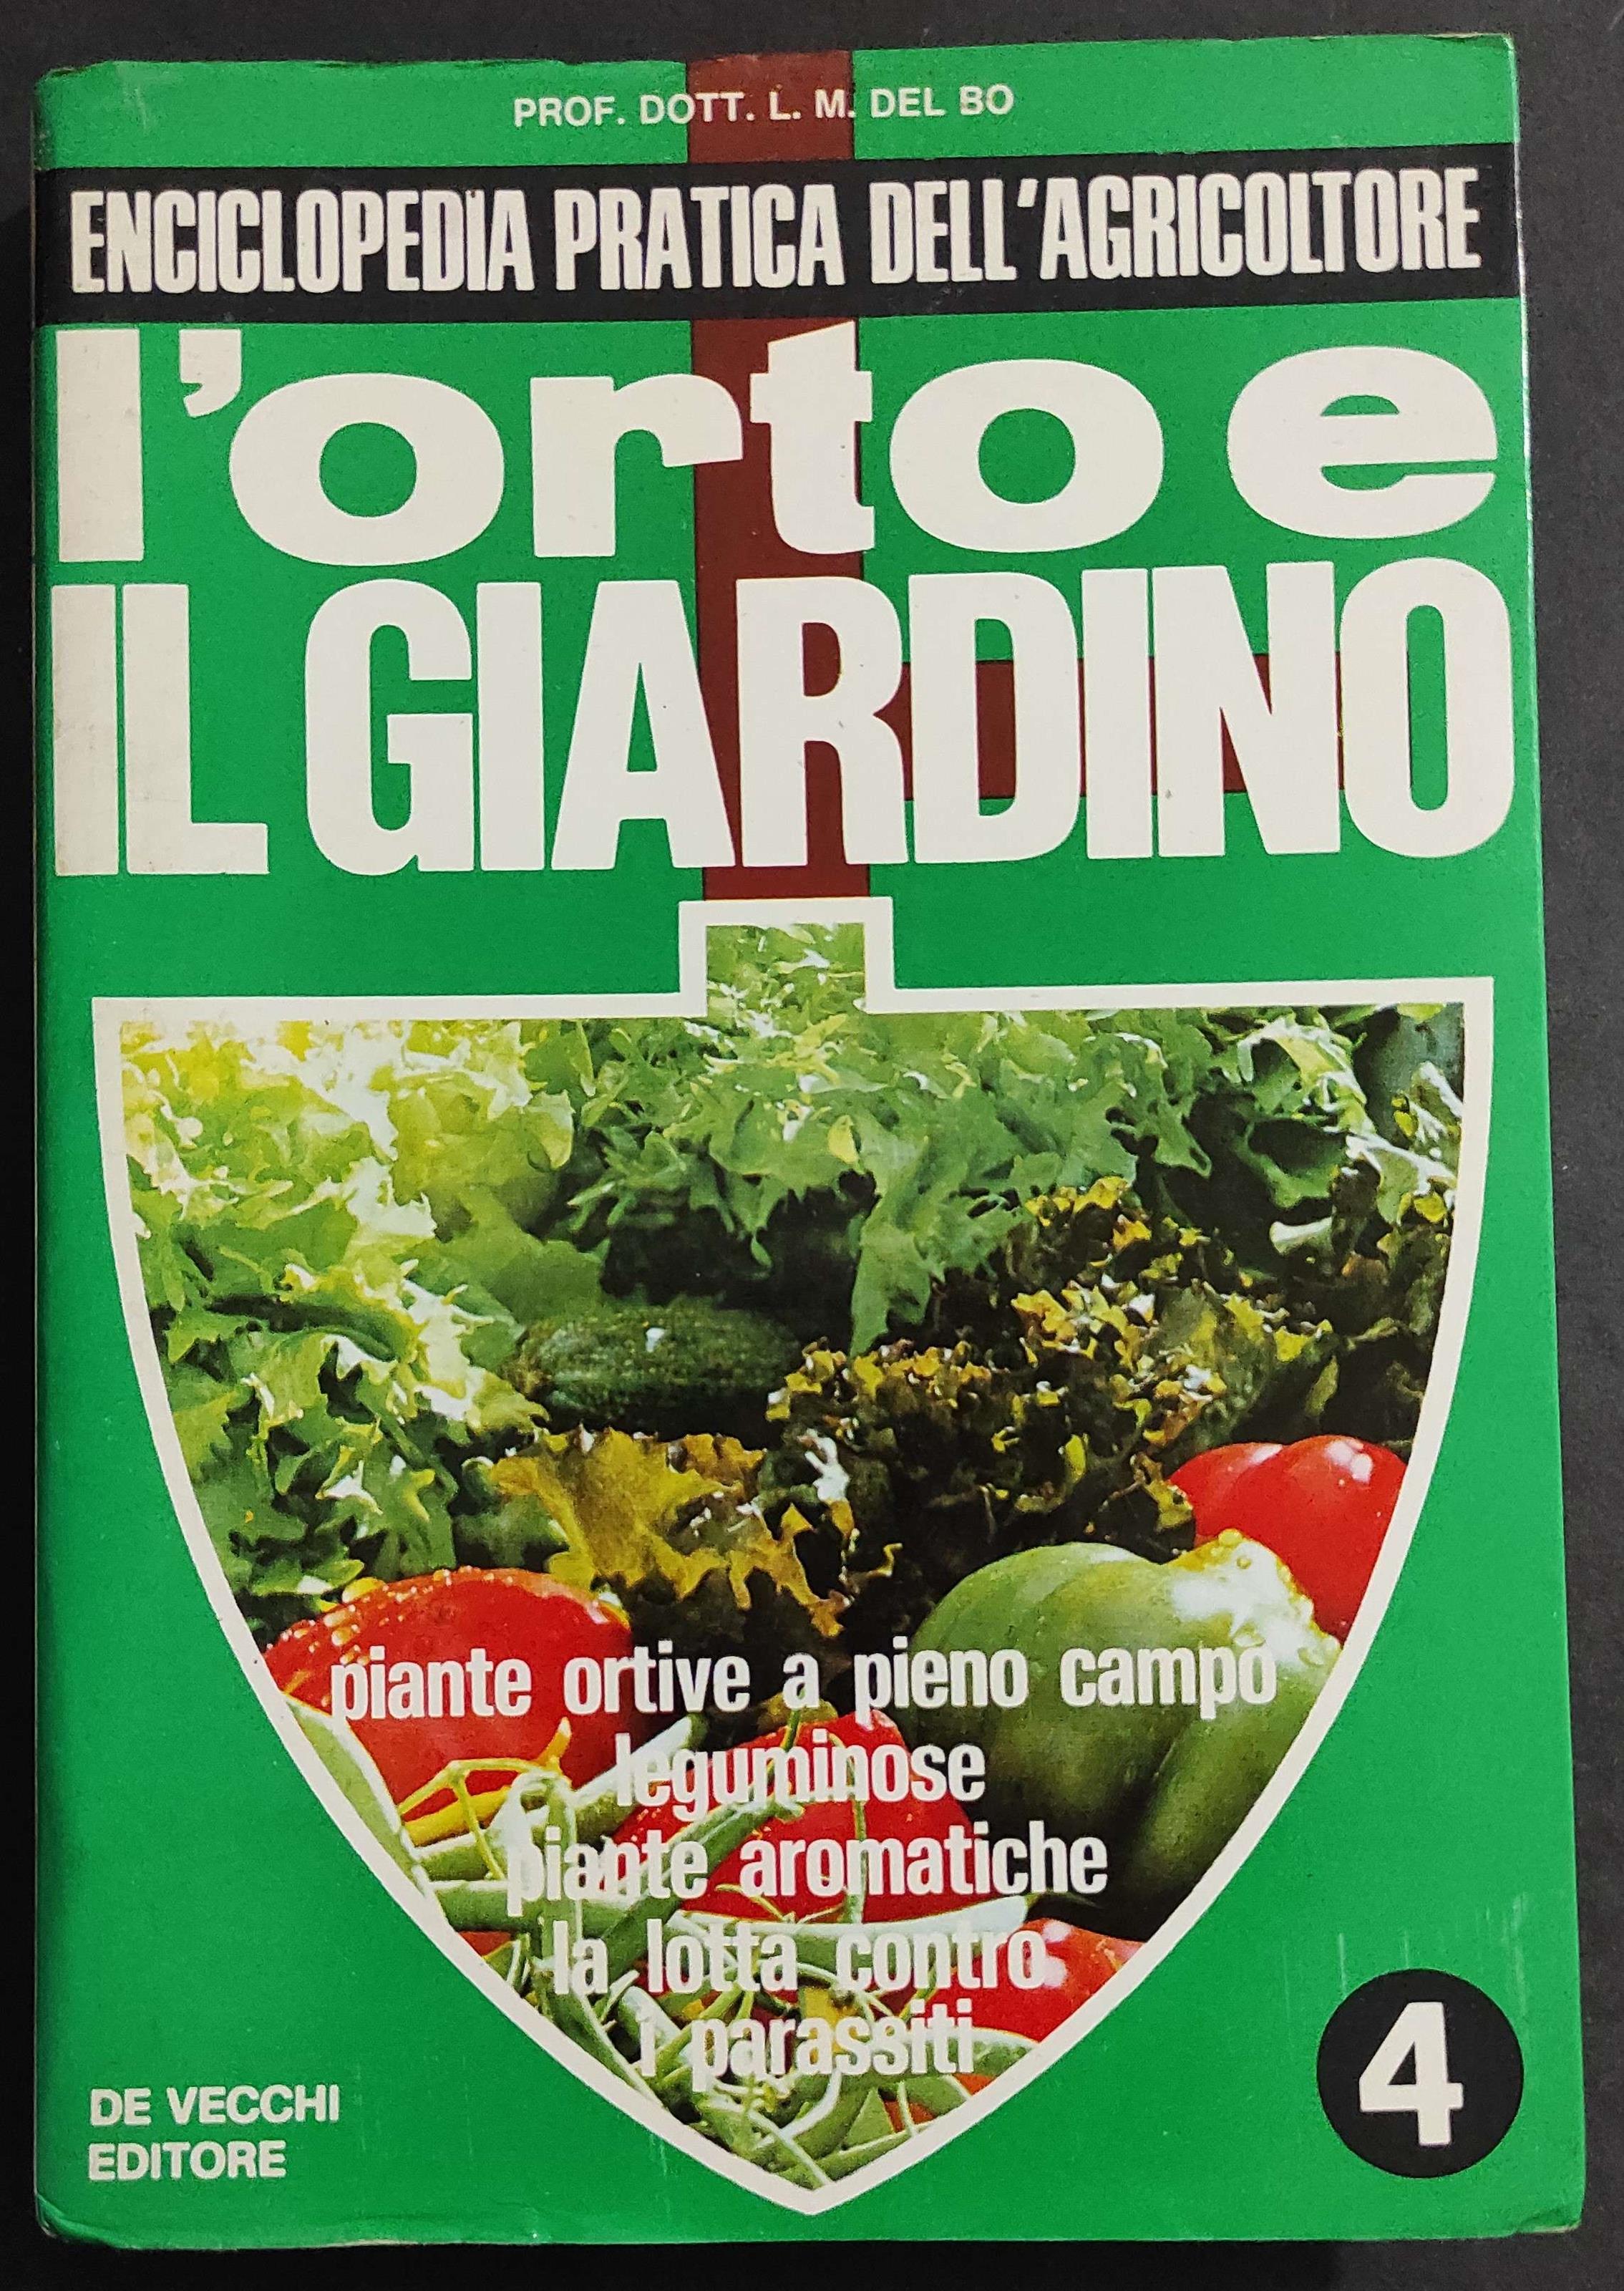 PROF. DOTT. L. M. DEL BO
ENCICLOPEDIA PRATICA DELL'AGRICOLTORE
l'orto e
IL GIARDINO
piante ortive a pieno campo
leguminose
piante aromatiche
la lotta contro
i parassiti
DE VECCHI
EDITORE
4